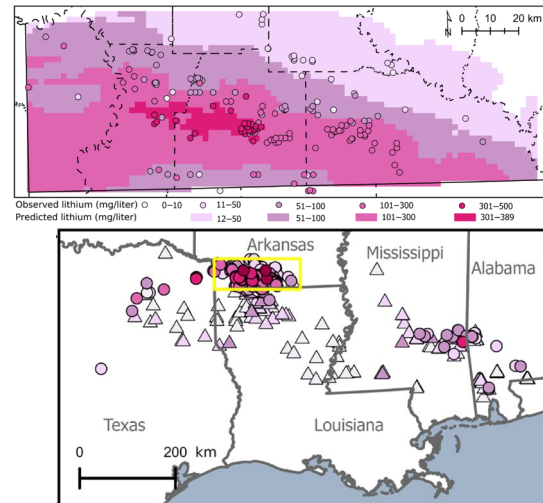 N 0 10 20 km
Observed lithium (mg/liter) 0–10 11–50 51–100 101–300 301–500
Predicted lithium (mg/liter) 12–50 51–100 101–300 301–389
Arkansas
Mississippi
Alabama
Texas
Louisiana
0 200 km